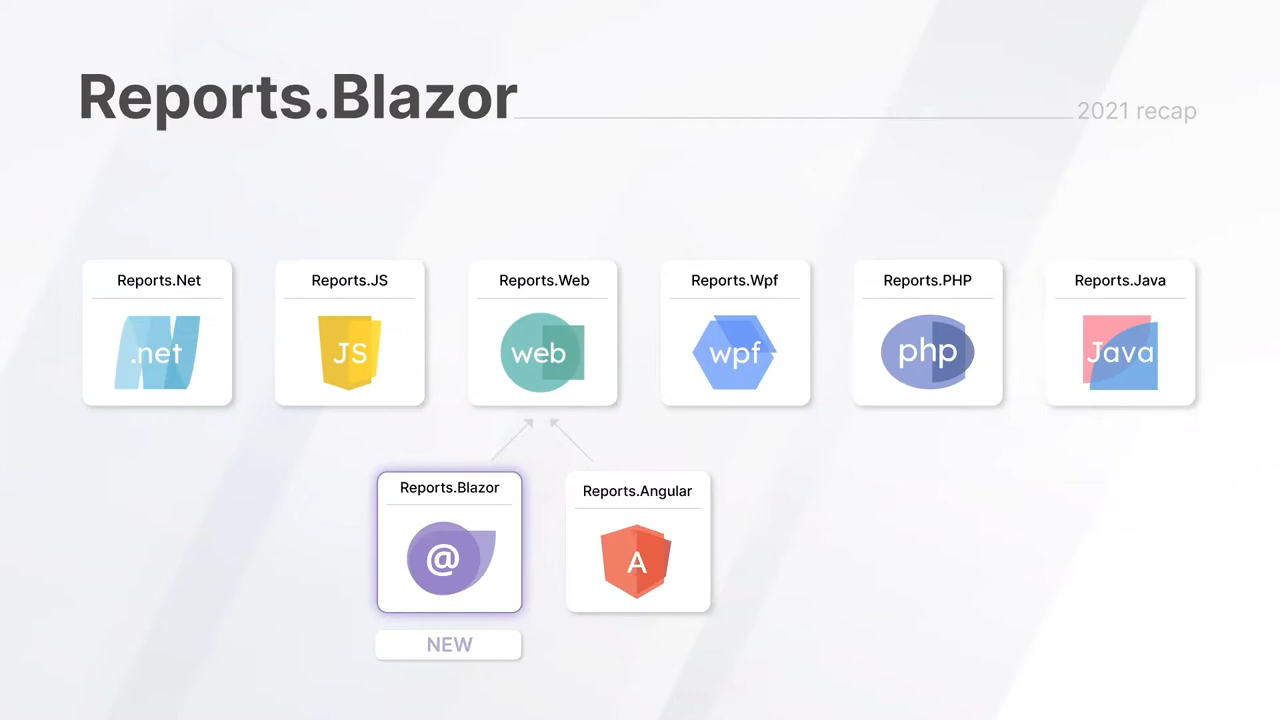 Reports.Blazor
2021 recap
Reports.Net
Reports.JS
Reports.Web
Reports.Wpf
Reports.PHP
Reports.Java
.net
JS
web
wpf
php
Java
Reports.Blazor
Reports.Angular
@
A
NEW